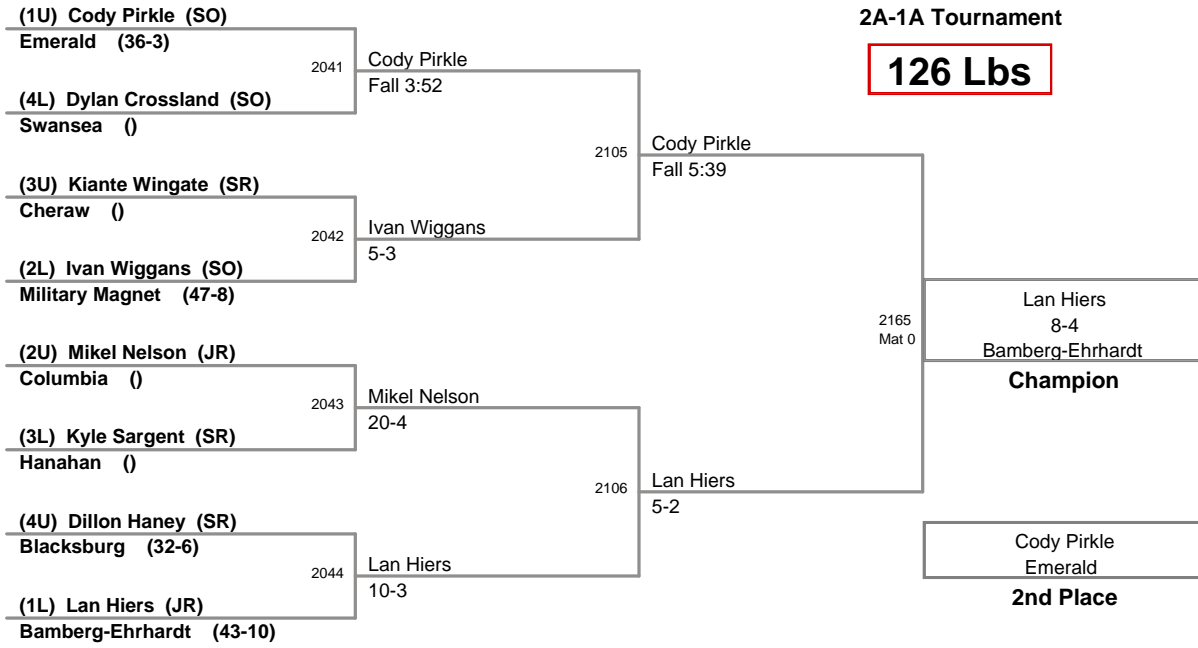 2A-1A Tournament
126 Lbs
(1U) Cody Pirkle (SO)
Emerald (36-3)
2041
Cody Pirkle
Fall 3:52
(4L) Dylan Crossland (SO)
Swansea ()
2105
Cody Pirkle
Fall 5:39
(3U) Kiante Wingate (SR)
Cheraw ()
2042
Ivan Wiggans
5-3
(2L) Ivan Wiggans (SO)
Military Magnet (47-8)
2165
Mat 0
Lan Hiers
8-4
Bamberg-Ehrhardt
Champion
(2U) Mikel Nelson (JR)
Columbia ()
2043
Mikel Nelson
20-4
(3L) Kyle Sargent (SR)
Hanahan ()
2106
Lan Hiers
5-2
(4U) Dillon Haney (SR)
Blacksburg (32-6)
2044
Lan Hiers
10-3
(1L) Lan Hiers (JR)
Bamberg-Ehrhardt (43-10)
Cody Pirkle
Emerald
2nd Place